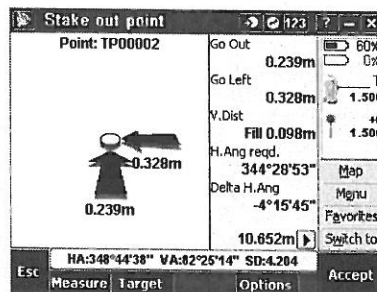 Stake out point
123 ? – X
Point: TP00002
0.328m
0.239m
Go Out
0.239m
Go Left
0.328m
V.Dist
Fill 0.098m
H.Ang reqd.
344°28'53"
Delta H.Ang
-4°15'45"
10.652m
60%
0%
1.500
1.500
Map
Menu
Favorites
Switch to
HA:348°44'38" VA:82°25'14" SD:4.204
Esc
Measure
Target
Options
Accept